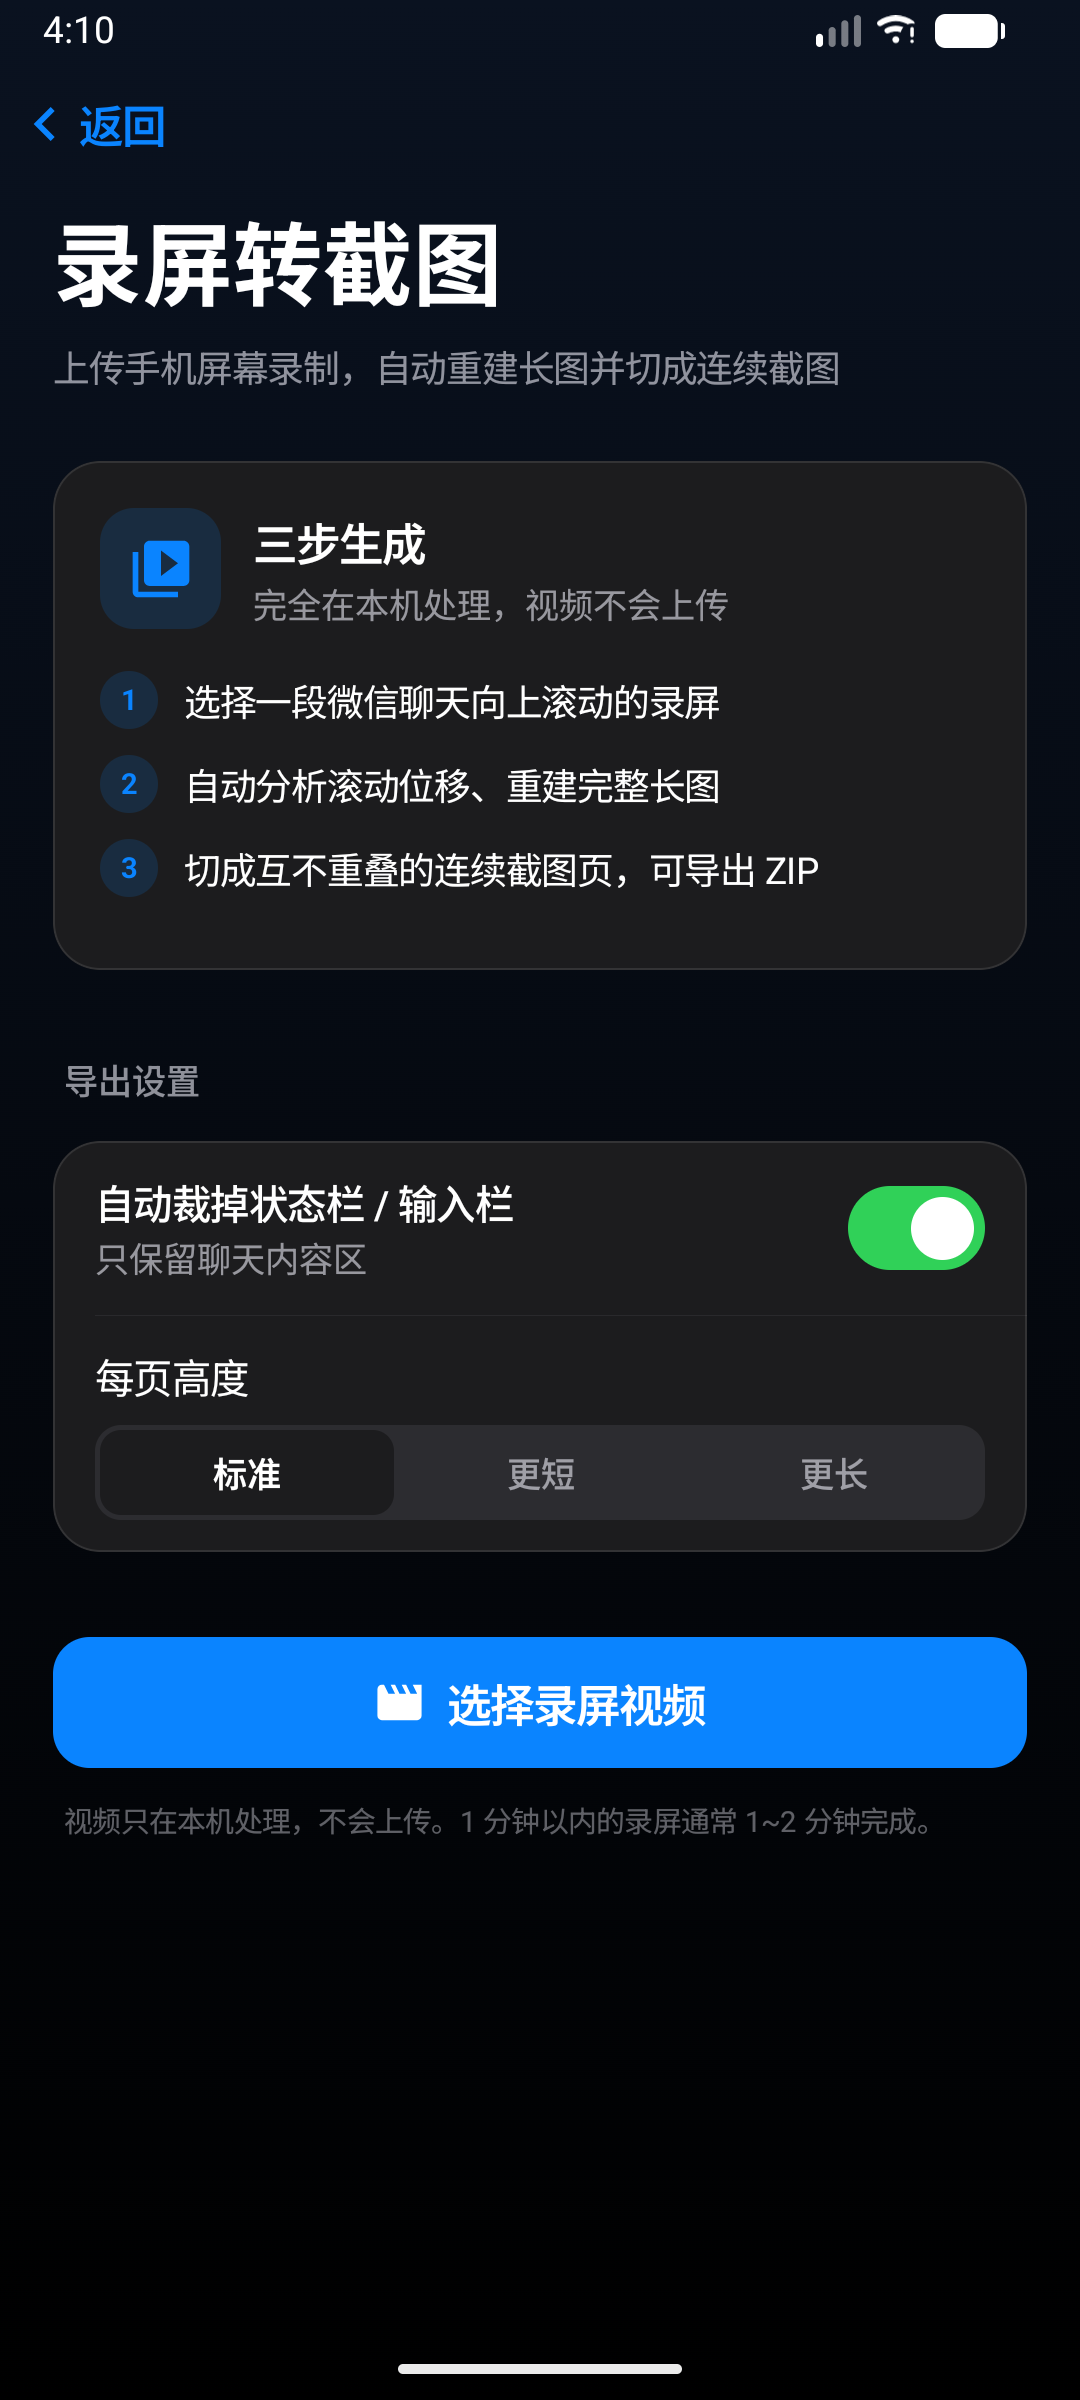 4:10
返回
录屏转截图
上传手机屏幕录制，自动重建长图并切成连续截图
三步生成
完全在本机处理，视频不会上传
1 选择一段微信聊天向上滚动的录屏
2 自动分析滚动位移、重建完整长图
3 切成互不重叠的连续截图页，可导出 ZIP
导出设置
自动裁掉状态栏 / 输入栏
只保留聊天内容区
每页高度
标准 更短 更长
选择录屏视频
视频只在本机处理，不会上传。1 分钟以内的录屏通常 1~2 分钟完成。